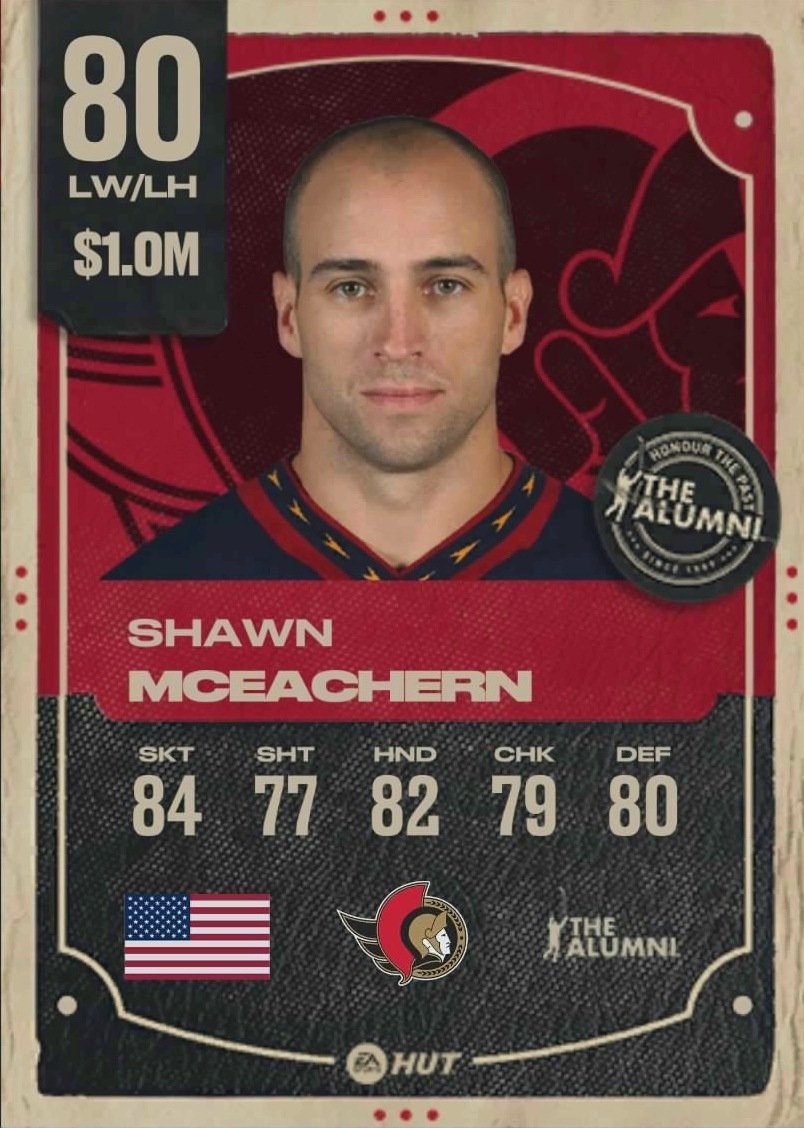 80
LW/LH
$1.0M
HONOUR THE PAST
THE
ALUMNI
SHAWN
MCEACHERN
SKT SHT HND CHK DEF
84 77 82 79 80
THE
ALUMNI
EA
HUT